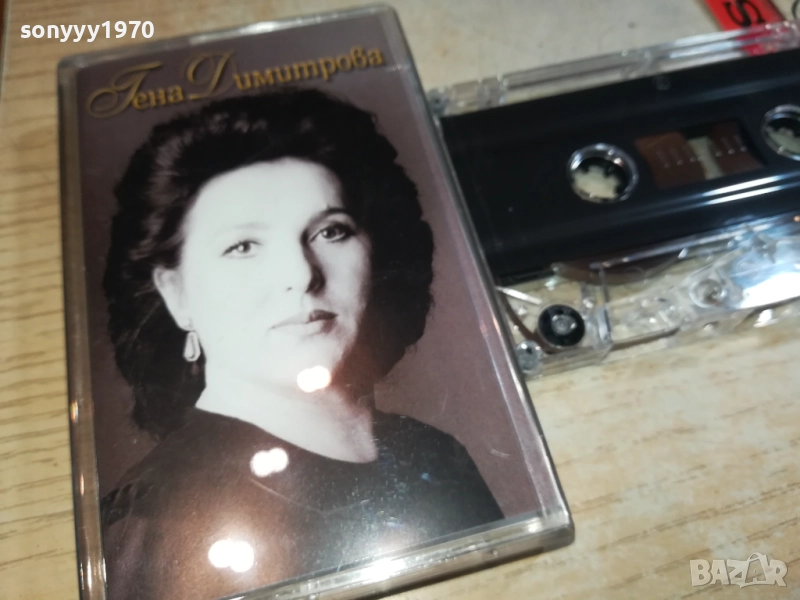 sonyyy1970
Гена Димитрова
S
BAZAR